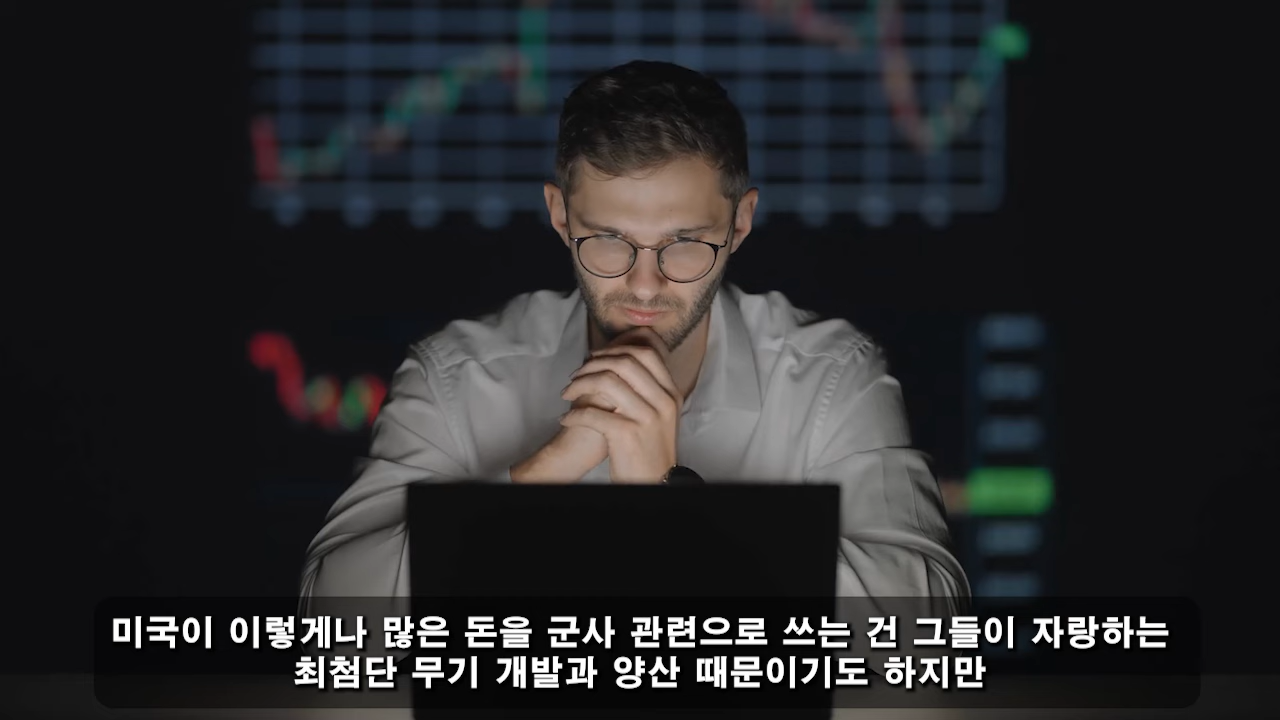 미국이 이렇게나 많은 돈을 군사 관련으로 쓰는 건 그들이 자랑하는
최첨단 무기 개발과 양산 때문이기도 하지만